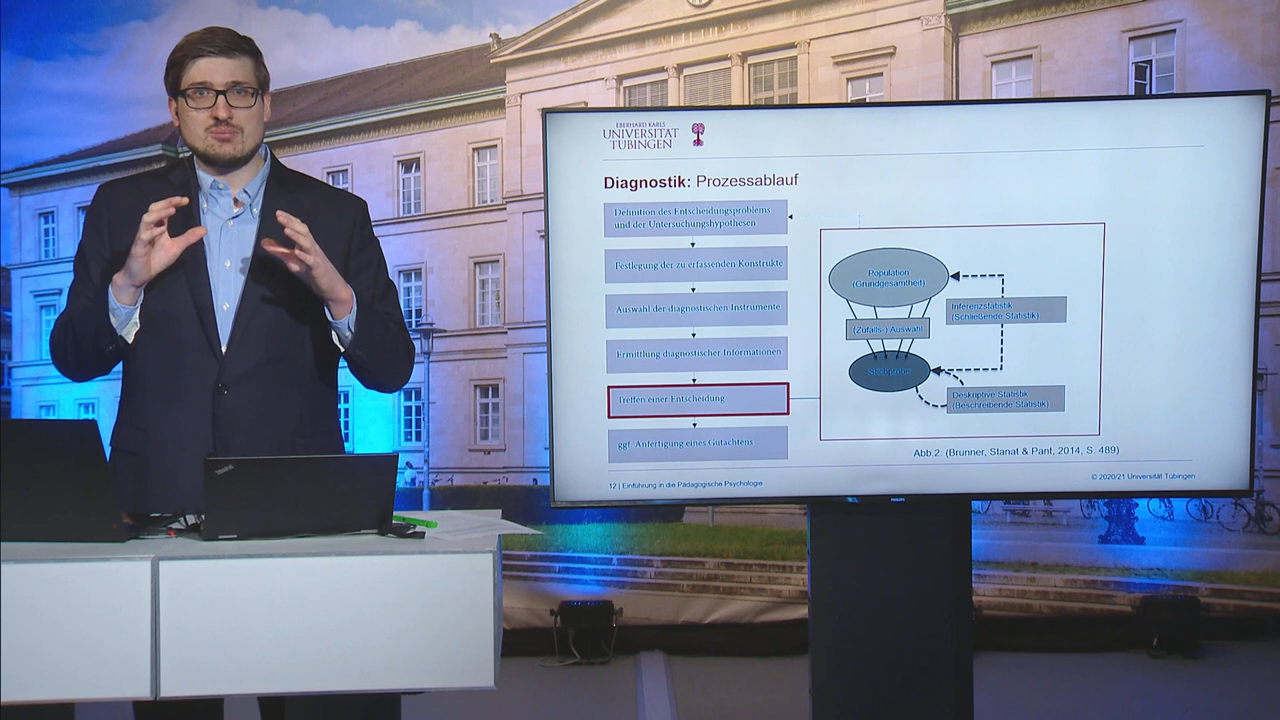 EBERHARD KARLS
UNIVERSITÄT
TÜBINGEN
Diagnostik: Prozessablauf
Definition des Entscheidungsproblems
und der Untersuchungshypothesen
Festlegung der zu erfassenden Konstrukte
Auswahl der diagnostischen Instrumente
Ermittlung diagnostischer Informationen
Treffen einer Entscheidung
ggf. Anfertigung eines Gutachtens
Population
(Grundgesamtheit)
Inferenzstatistik
(Schließende Statistik)
(Zufalls-) Auswahl
Stichprobe
Deskriptive Statistik
(Beschreibende Statistik)
Abb.2: (Brunner, Stanat & Pant, 2014, S. 489)
12 | Einführung in die Pädagogische Psychologie
© 2020/21 Universität Tübingen
PHILIPS
ThinkPad